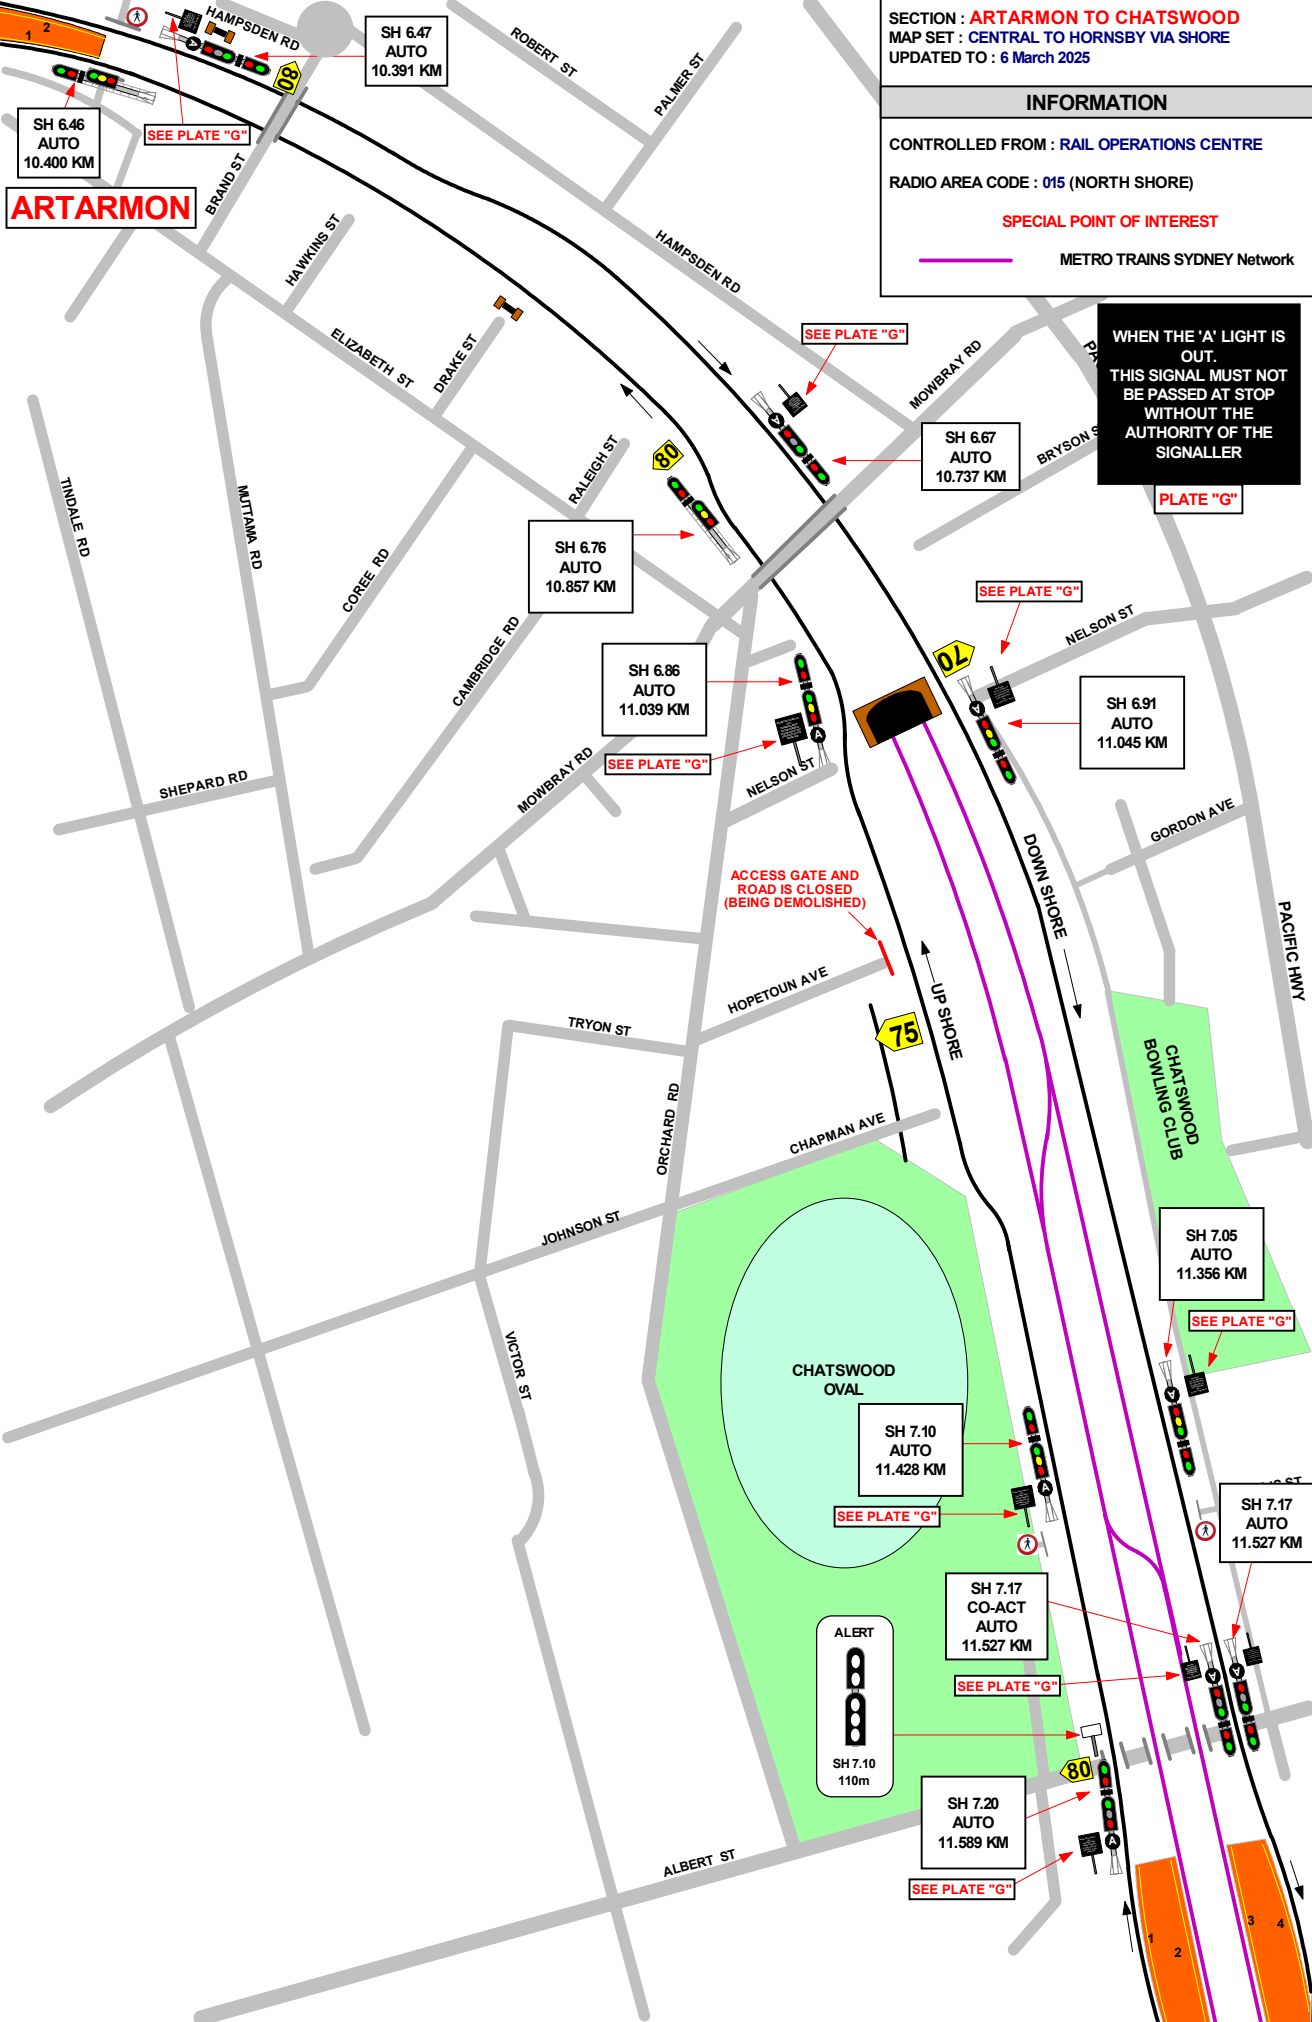 SECTION : ARTARMON TO CHATSWOOD
MAP SET : CENTRAL TO HORNSBY VIA SHORE
UPDATED TO : 6 March 2025
INFORMATION
CONTROLLED FROM : RAIL OPERATIONS CENTRE
RADIO AREA CODE : 015 (NORTH SHORE)
SPECIAL POINT OF INTEREST
METRO TRAINS SYDNEY Network
WHEN THE 'A' LIGHT IS
OUT.
THIS SIGNAL MUST NOT
BE PASSED AT STOP
WITHOUT THE
AUTHORITY OF THE
SIGNALLER
PLATE "G"
1
2
HAMPSDEN RD
SH 6.47
AUTO
10.391 KM
80
A
SH 6.46
AUTO
10.400 KM
SEE PLATE "G"
ARTARMON
BRAND ST
ROBERT ST
PALMER ST
HAWKINS ST
HAMPSDEN RD
ELIZABETH ST
DRAKE ST
SEE PLATE "G"
MOWBRAY RD
A
SH 6.67
AUTO
10.737 KM
BRYSON S
80
RALEIGH ST
TINDALE RD
MUTTAMA RD
COREE RD
SH 6.76
AUTO
10.857 KM
CAMBRIDGE RD
SEE PLATE "G"
NELSON ST
70
A
SH 6.86
AUTO
11.039 KM
SH 6.91
AUTO
11.045 KM
A
SEE PLATE "G"
NELSON ST
MOWBRAY RD
SHEPARD RD
GORDON AVE
DOWN SHORE
ACCESS GATE AND
ROAD IS CLOSED
(BEING DEMOLISHED)
PACIFIC HWY
HOPETOUN AVE
UP SHORE
TRYON ST
75
CHATSWOOD
BOWLING CLUB
ORCHARD RD
CHAPMAN AVE
JOHNSON ST
SH 7.05
AUTO
11.356 KM
SEE PLATE "G"
A
VICTOR ST
CHATSWOOD
OVAL
SH 7.10
AUTO
11.428 KM
A
SEE PLATE "G"
SH 7.17
AUTO
11.527 KM
SH 7.17
CO-ACT
AUTO
11.527 KM
SEE PLATE "G"
A
A
ALERT
SH 7.10
110m
80
SH 7.20
AUTO
11.589 KM
A
SEE PLATE "G"
ALBERT ST
1
2
3
4